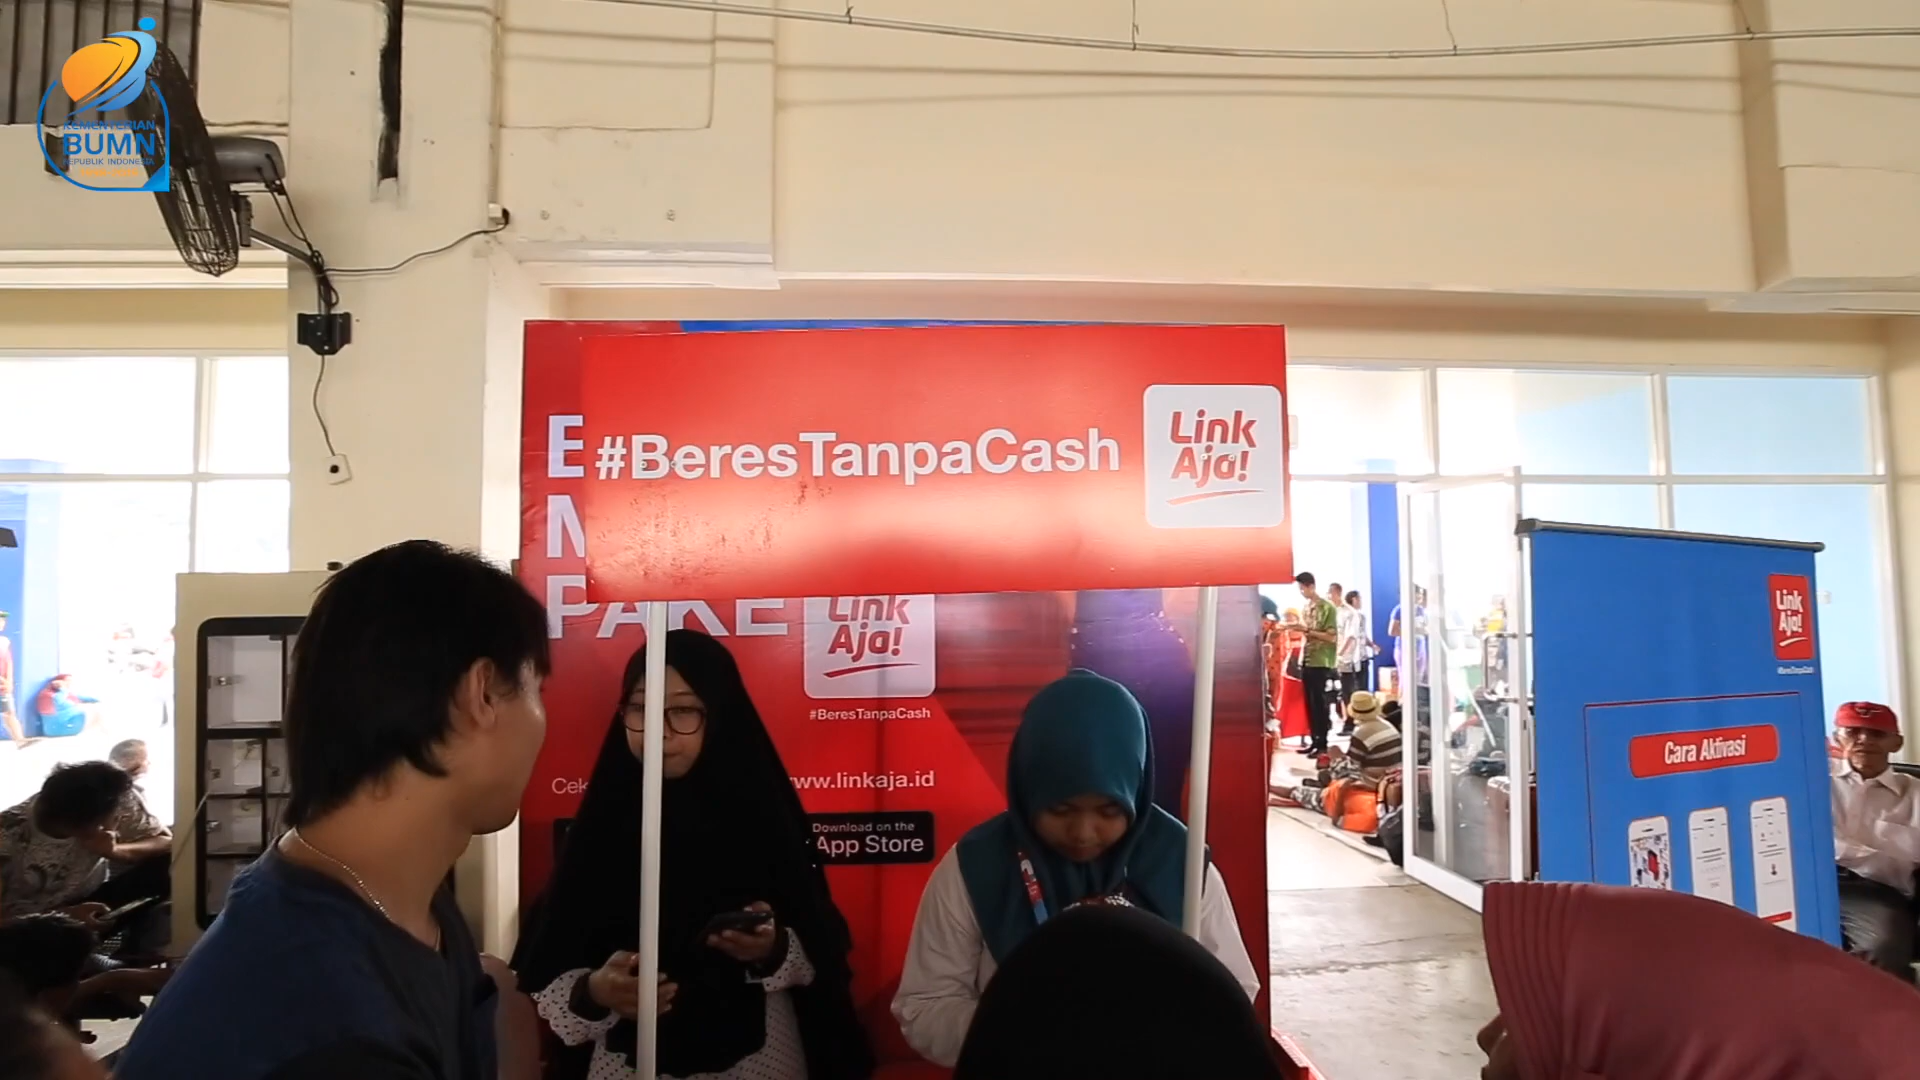 KEMENTERIAN
BUMN
REPUBLIK INDONESIA
#BeresTanpaCash
Link
Aja!
PAKE
Link
Aja!
#BeresTanpaCash
www.linkaja.id
Download on the
App Store
Link
Aja!
#BeresTanpaCash
Cara Aktivasi